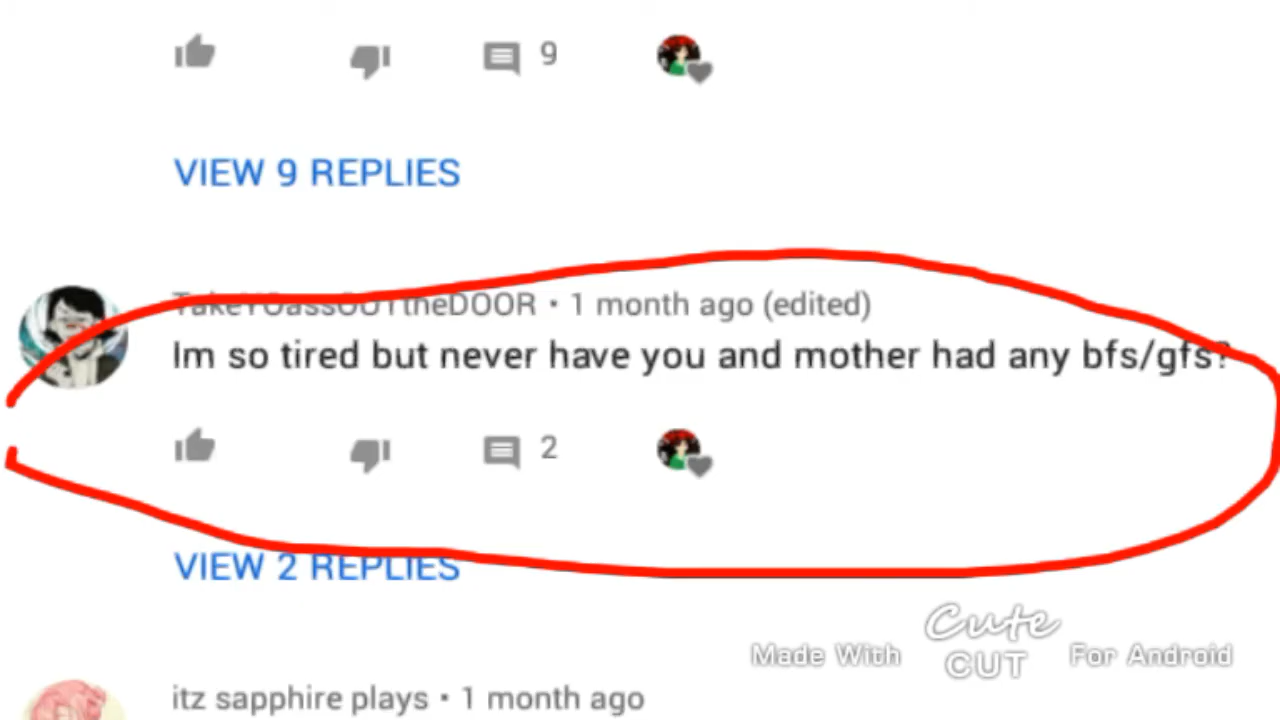 9
VIEW 9 REPLIES
TakeYOassOUTtheDOOR • 1 month ago (edited)
Im so tired but never have you and mother had any bfs/gfs?
2
VIEW 2 REPLIES
Made With Cute CUT For Android
itz sapphire plays • 1 month ago